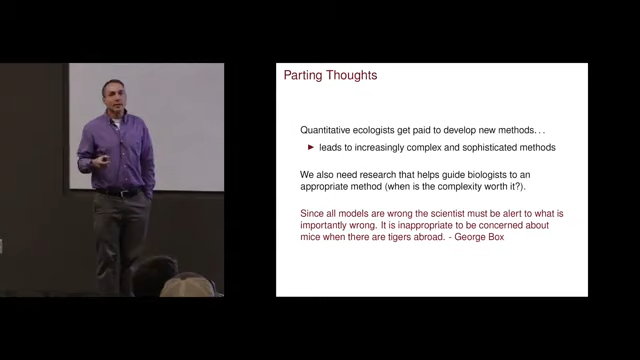 Parting Thoughts
Quantitative ecologists get paid to develop new methods. . .
▶ leads to increasingly complex and sophisticated methods
We also need research that helps guide biologists to an
appropriate method (when is the complexity worth it?).
Since all models are wrong the scientist must be alert to what is
importantly wrong. It is inappropriate to be concerned about
mice when there are tigers abroad. - George Box